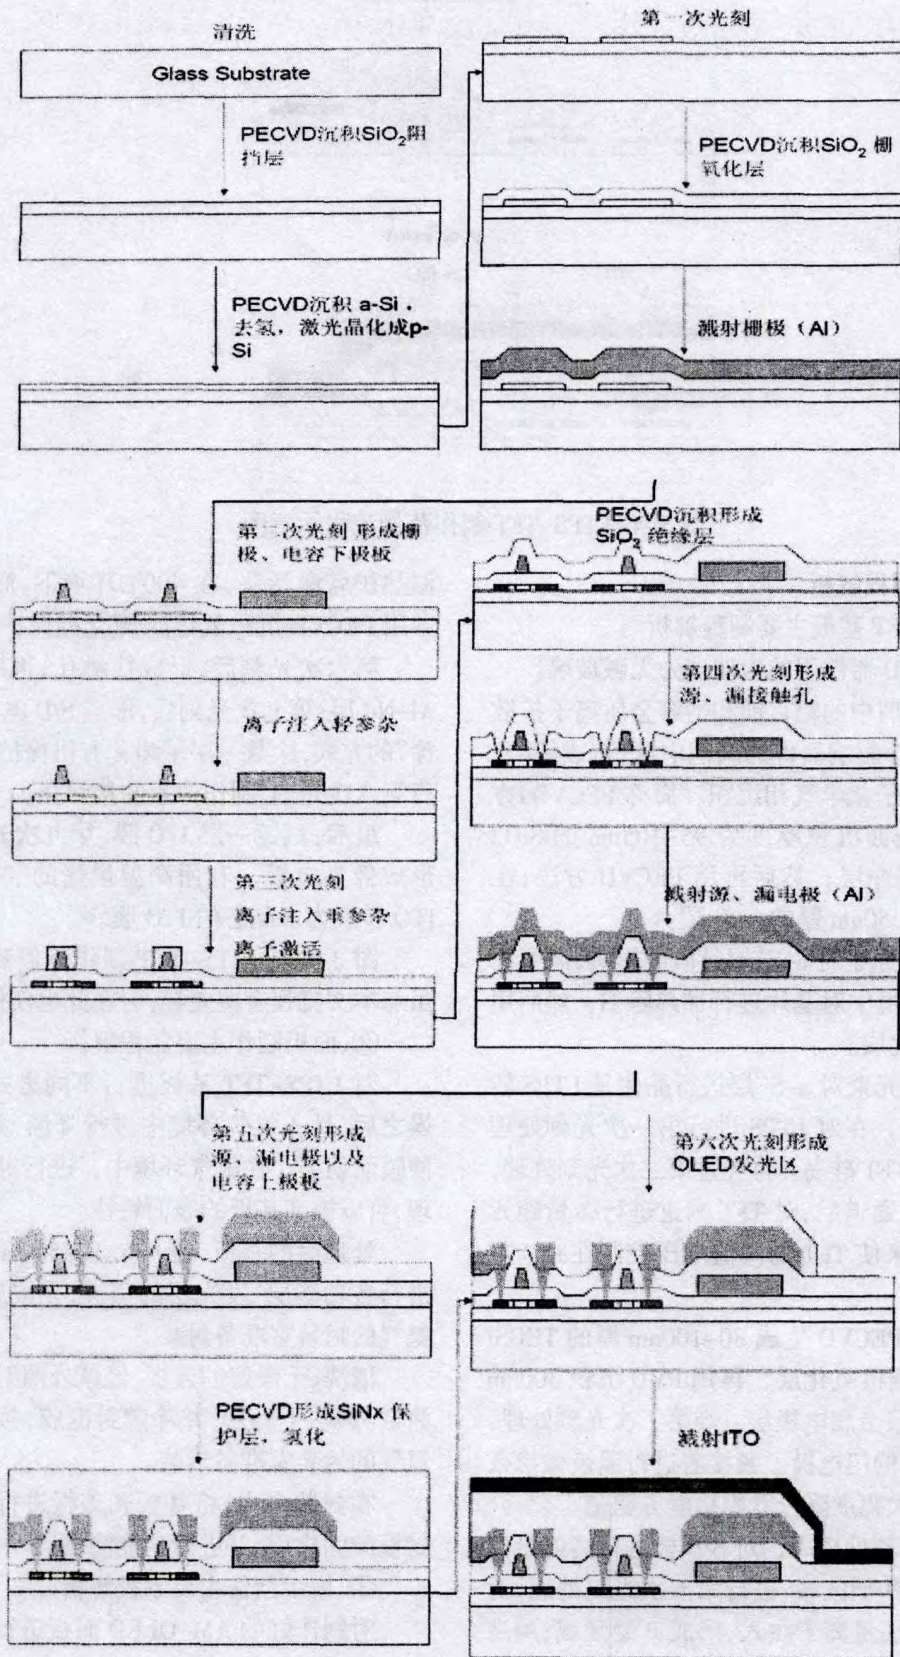 清洗
Glass Substrate
PECVD沉积SiO₂阻
挡层
PECVD沉积 a-Si，
去氢，激光晶化成p-
Si
第一次光刻
PECVD沉积SiO₂ 栅
氧化层
溅射栅极（Al）
第二次光刻 形成栅
极、电容下极板
离子注入轻参杂
第三次光刻
离子注入重参杂
离子激活
PECVD沉积形成
SiO₂ 绝缘层
第四次光刻形成
源、漏接触孔
溅射源、漏电极（Al）
第五次光刻形成
源、漏电极以及
电容上极板
PECVD形成SiNx 保
护层，氢化
第六次光刻形成
OLED发光区
溅射ITO